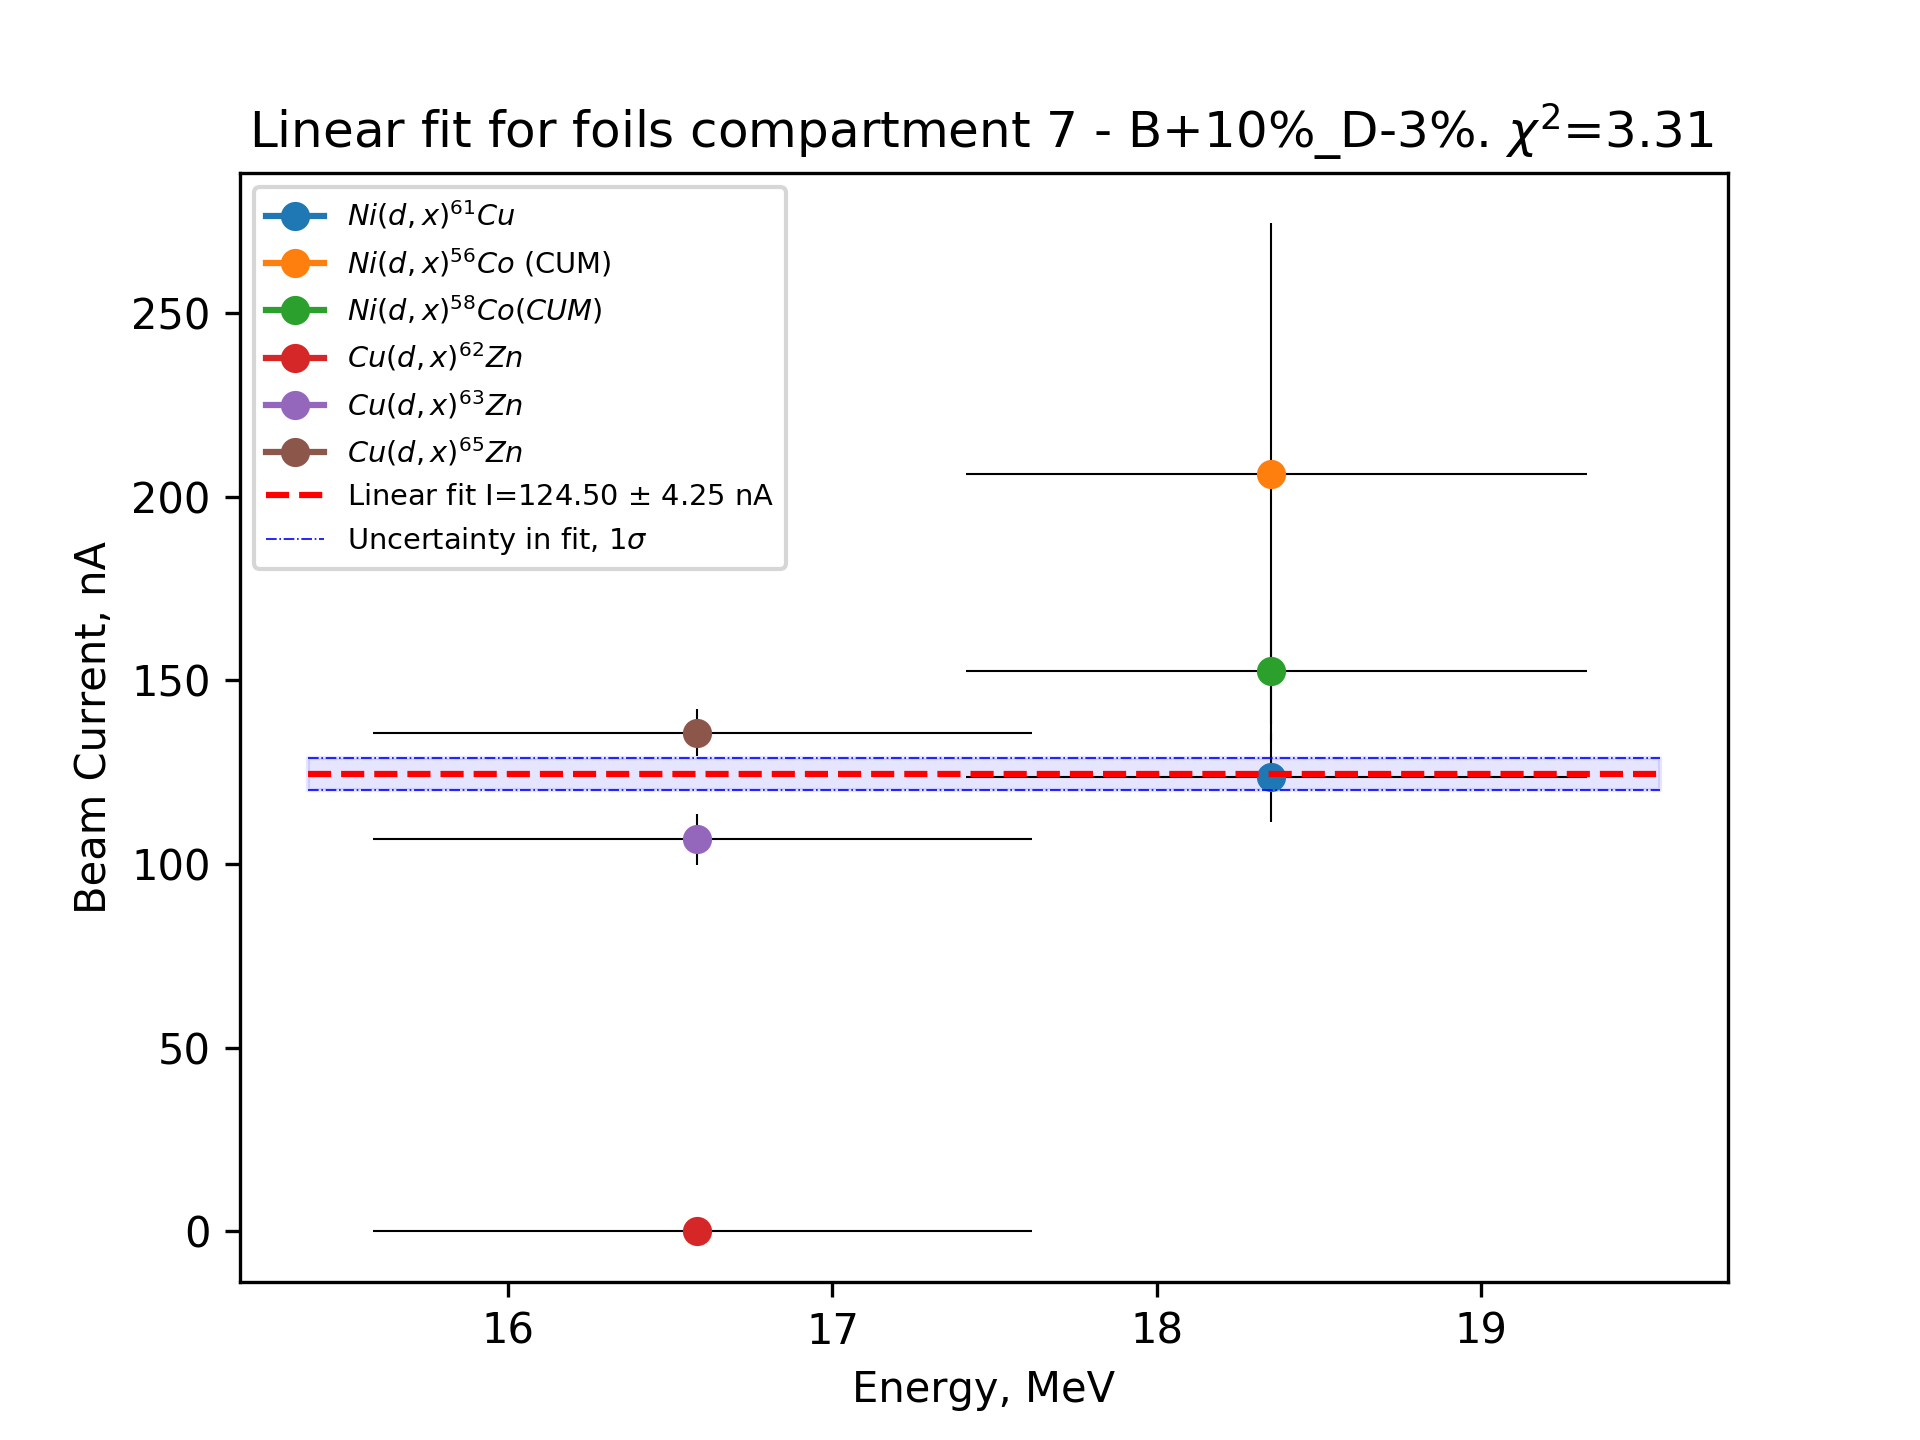 Linear fit for foils compartment 7 - B+10%_D-3%. χ²=3.31
Ni(d, x)⁶¹Cu
Ni(d, x)⁵⁶Co (CUM)
Ni(d, x)⁵⁸Co(CUM)
Cu(d, x)⁶²Zn
Cu(d, x)⁶³Zn
Cu(d, x)⁶⁵Zn
Linear fit I=124.50 ± 4.25 nA
Uncertainty in fit, 1σ
Beam Current, nA
250
200
150
100
50
0
16 17 18 19
Energy, MeV